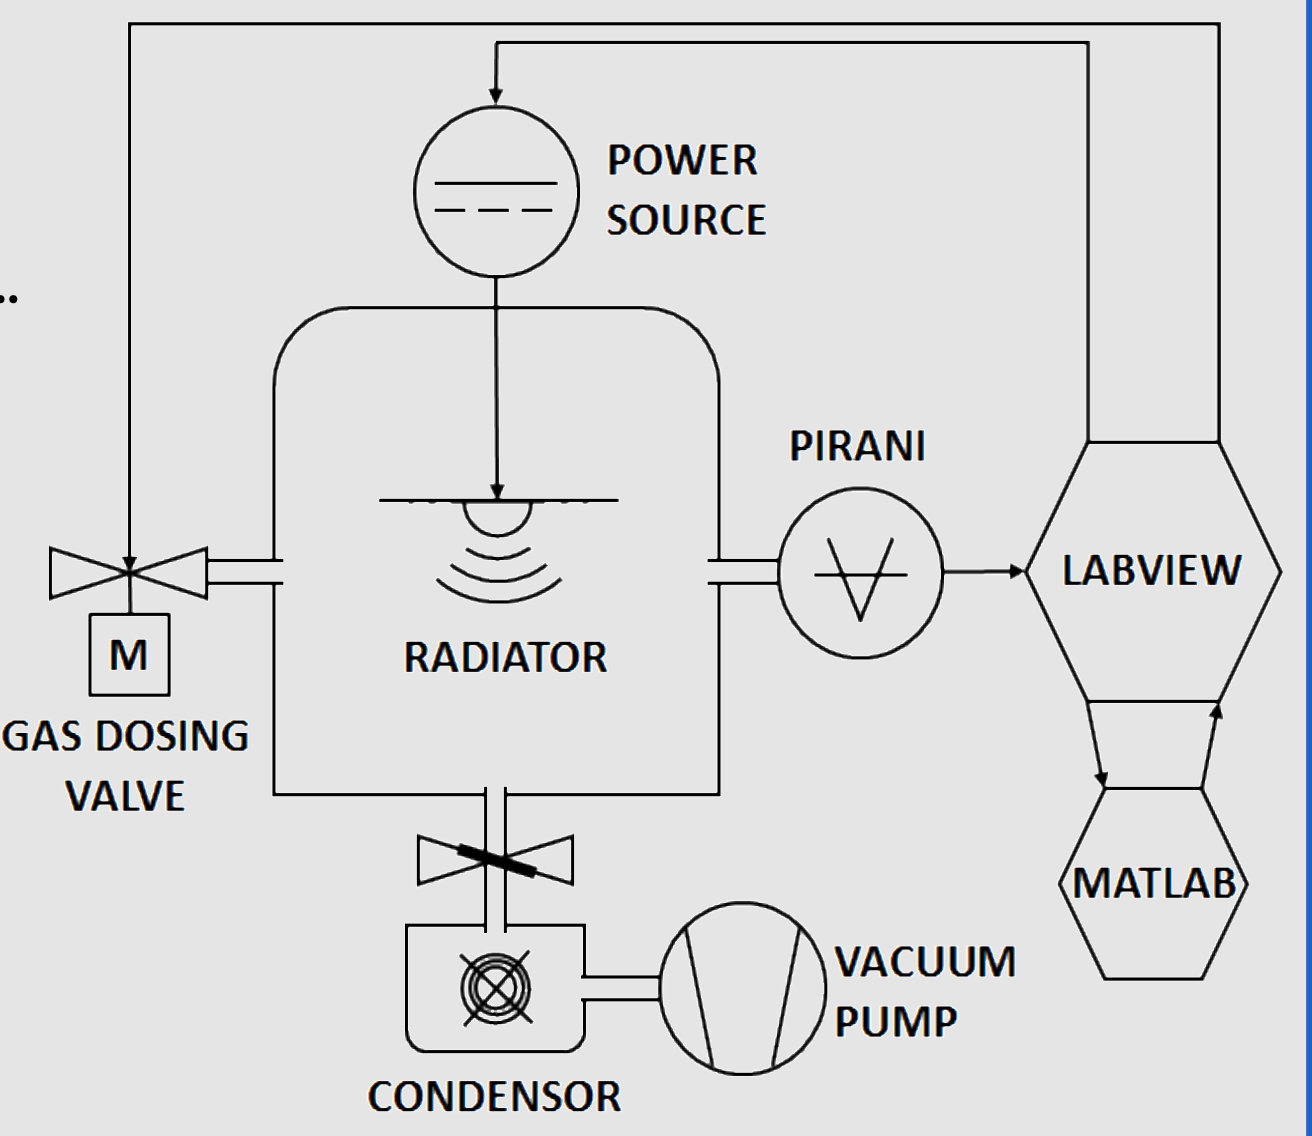 POWER
SOURCE
..
PIRANI
LABVIEW
RADIATOR
M
GAS DOSING
VALVE
MATLAB
VACUUM
PUMP
CONDENSOR